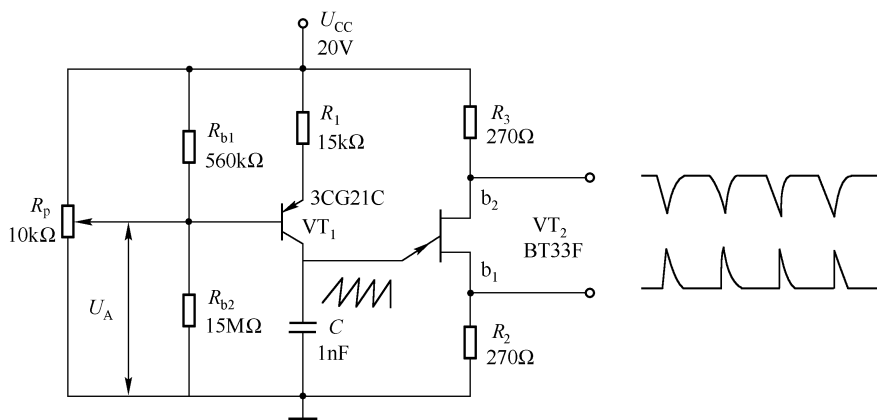 U_CC
20V
R_b1
560kΩ
R_1
15kΩ
R_3
270Ω
3CG21C
VT_1
b_2
R_p
10kΩ
VT_2
BT33F
b_1
U_A
R_b2
15MΩ
C
1nF
R_2
270Ω